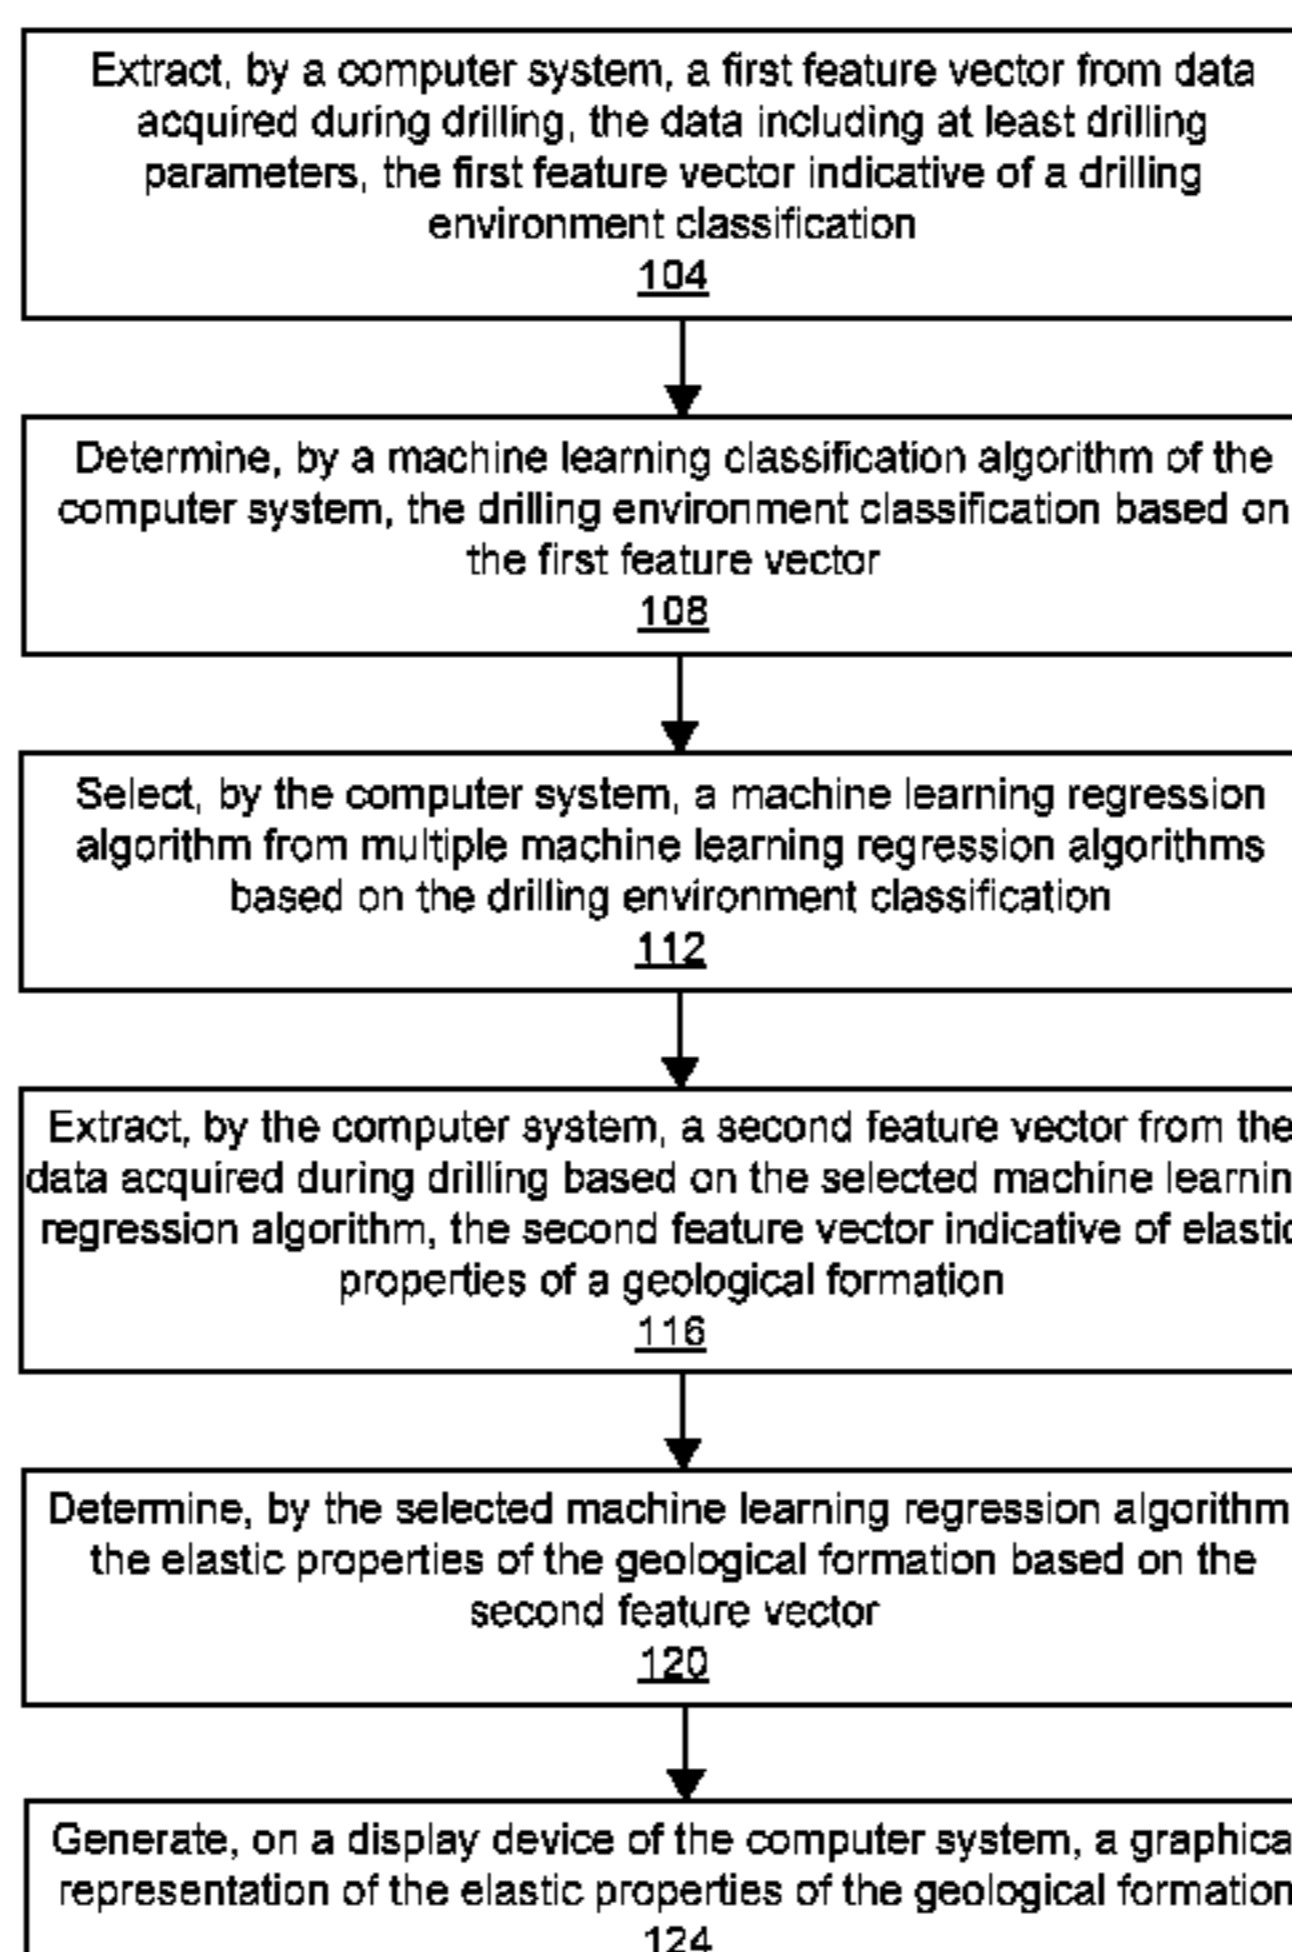 Extract, by a computer system, a first feature vector from data
acquired during drilling, the data including at least drilling
parameters, the first feature vector indicative of a drilling
environment classification
104
Determine, by a machine learning classification algorithm of the
computer system, the drilling environment classification based on
the first feature vector
108
Select, by the computer system, a machine learning regression
algorithm from multiple machine learning regression algorithms
based on the drilling environment classification
112
Extract, by the computer system, a second feature vector from the
data acquired during drilling based on the selected machine learnin
regression algorithm, the second feature vector indicative of elastic
properties of a geological formation
116
Determine, by the selected machine learning regression algorithm
the elastic properties of the geological formation based on the
second feature vector
120
Generate, on a display device of the computer system, a graphica
representation of the elastic properties of the geological formation
124